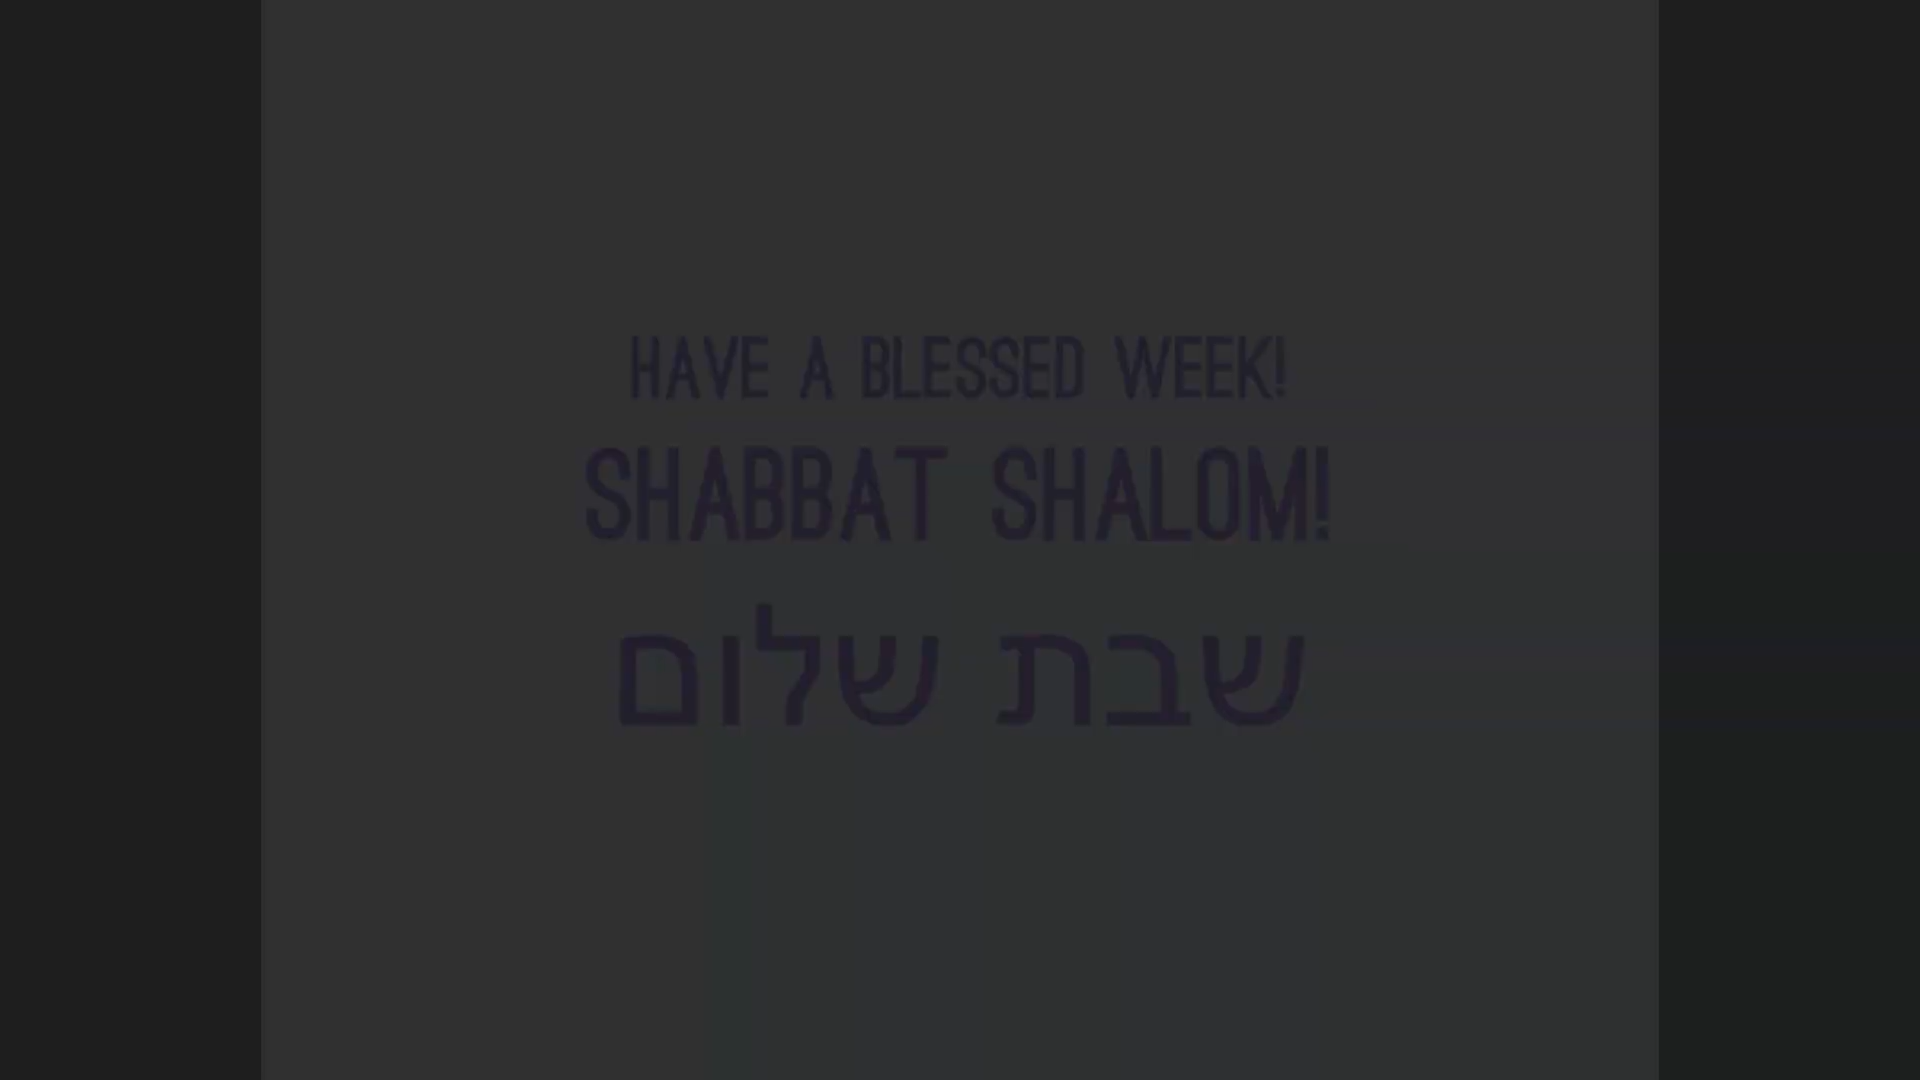 HAVE A BLESSED WEEK!
SHABBAT SHALOM!
שבת שלום